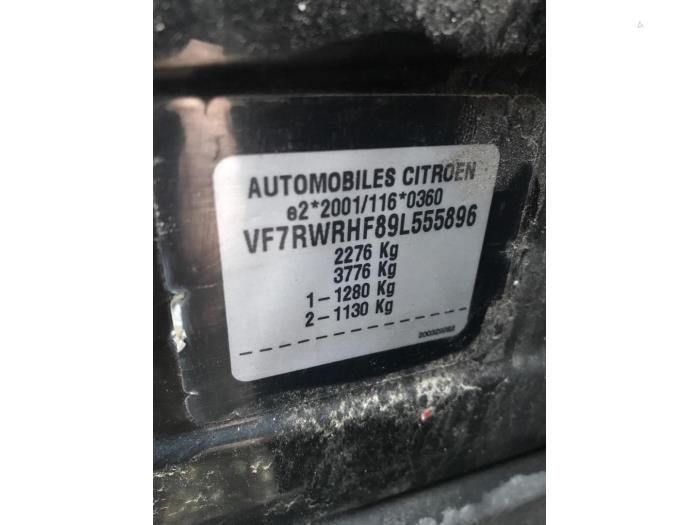 AUTOMOBILES CITROEN
e2*2001/116*0360
VF7RWRHF89L555896
2276 Kg
3776 Kg
1-1280 Kg
2-1130 Kg